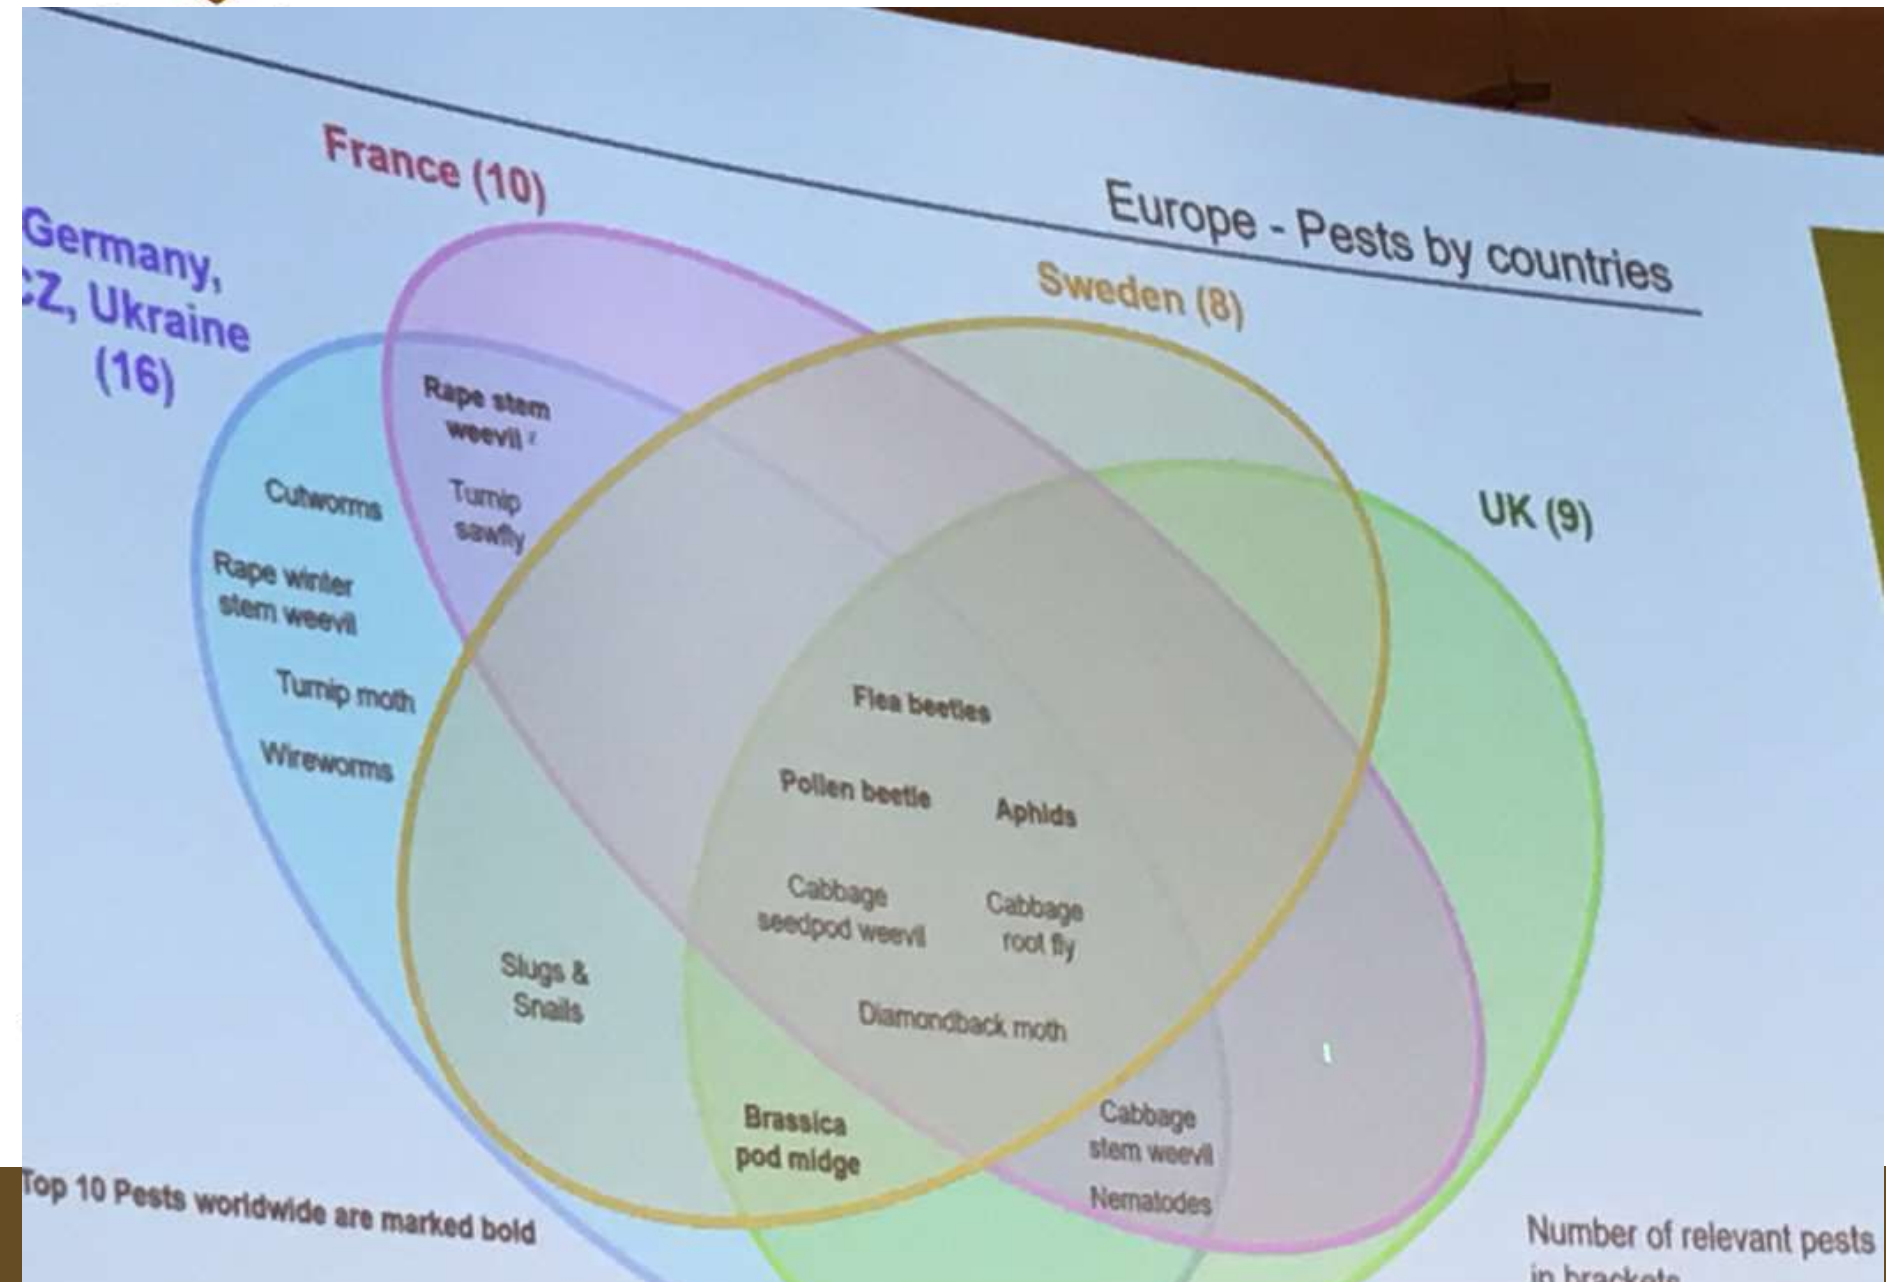 Europe - Pests by countries
France (10)
Germany,
CZ, Ukraine
(16)
Sweden (8)
UK (9)
Rape stem
weevil
Turnip
sawfly
Cutworms
Rape winter
stem weevil
Turnip moth
Wireworms
Flea beetles
Pollen beetle
Aphids
Cabbage
seedpod weevil
Cabbage
root fly
Diamondback moth
Slugs &
Snails
Brassica
pod midge
Cabbage
stem weevil
Nematodes
Top 10 Pests worldwide are marked bold
Number of relevant pests
in brackets